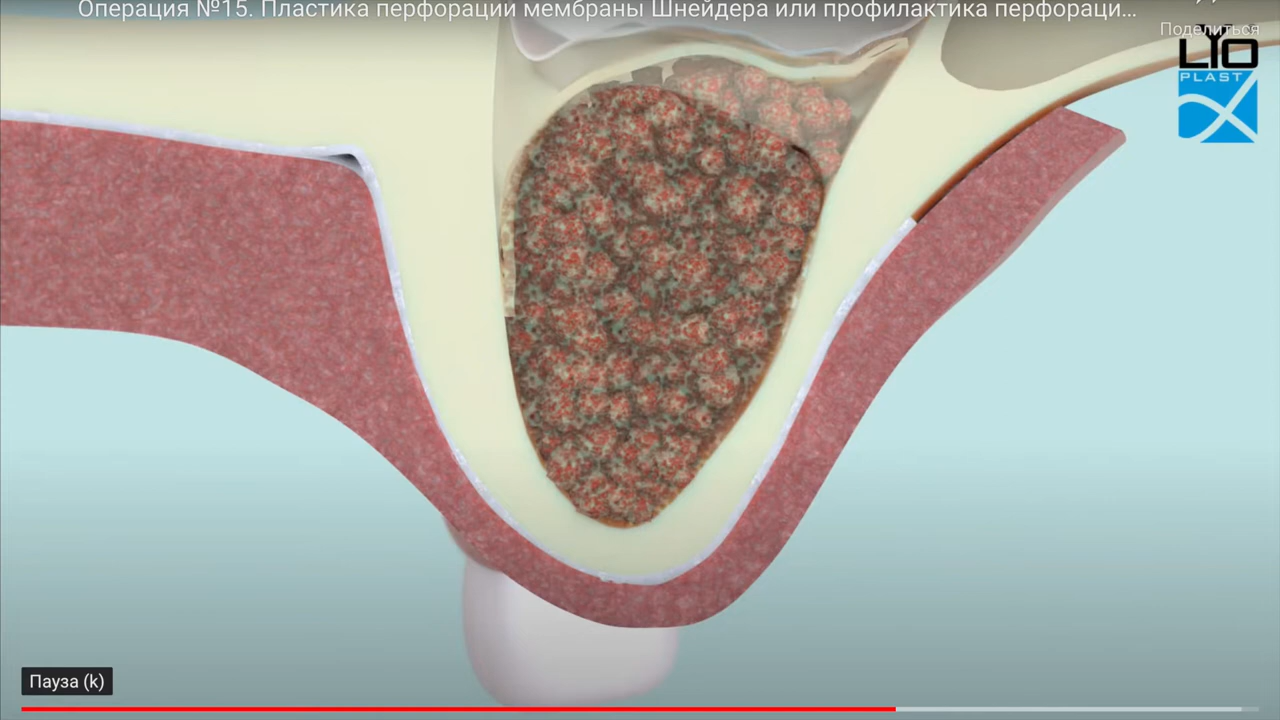 Операция №15. Пластика перфорации мембраны Шнейдера или профилактика перфораци...
Поделиться
LYO
PLAST
Пауза (k)